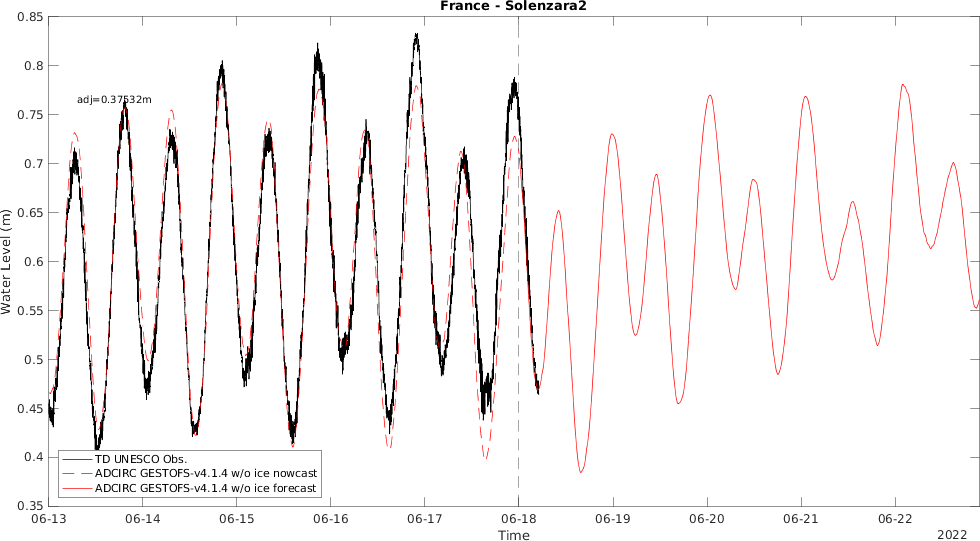 France - Solenzara2
0.85
0.8
0.75
0.7
0.65
0.6
0.55
0.5
0.45
0.4
0.35
Water Level (m)
adj=0.37532m
TD UNESCO Obs.
ADCIRC GESTOFS-v4.1.4 w/o ice nowcast
ADCIRC GESTOFS-v4.1.4 w/o ice forecast
06-13 06-14 06-15 06-16 06-17 06-18 06-19 06-20 06-21 06-22
Time
2022